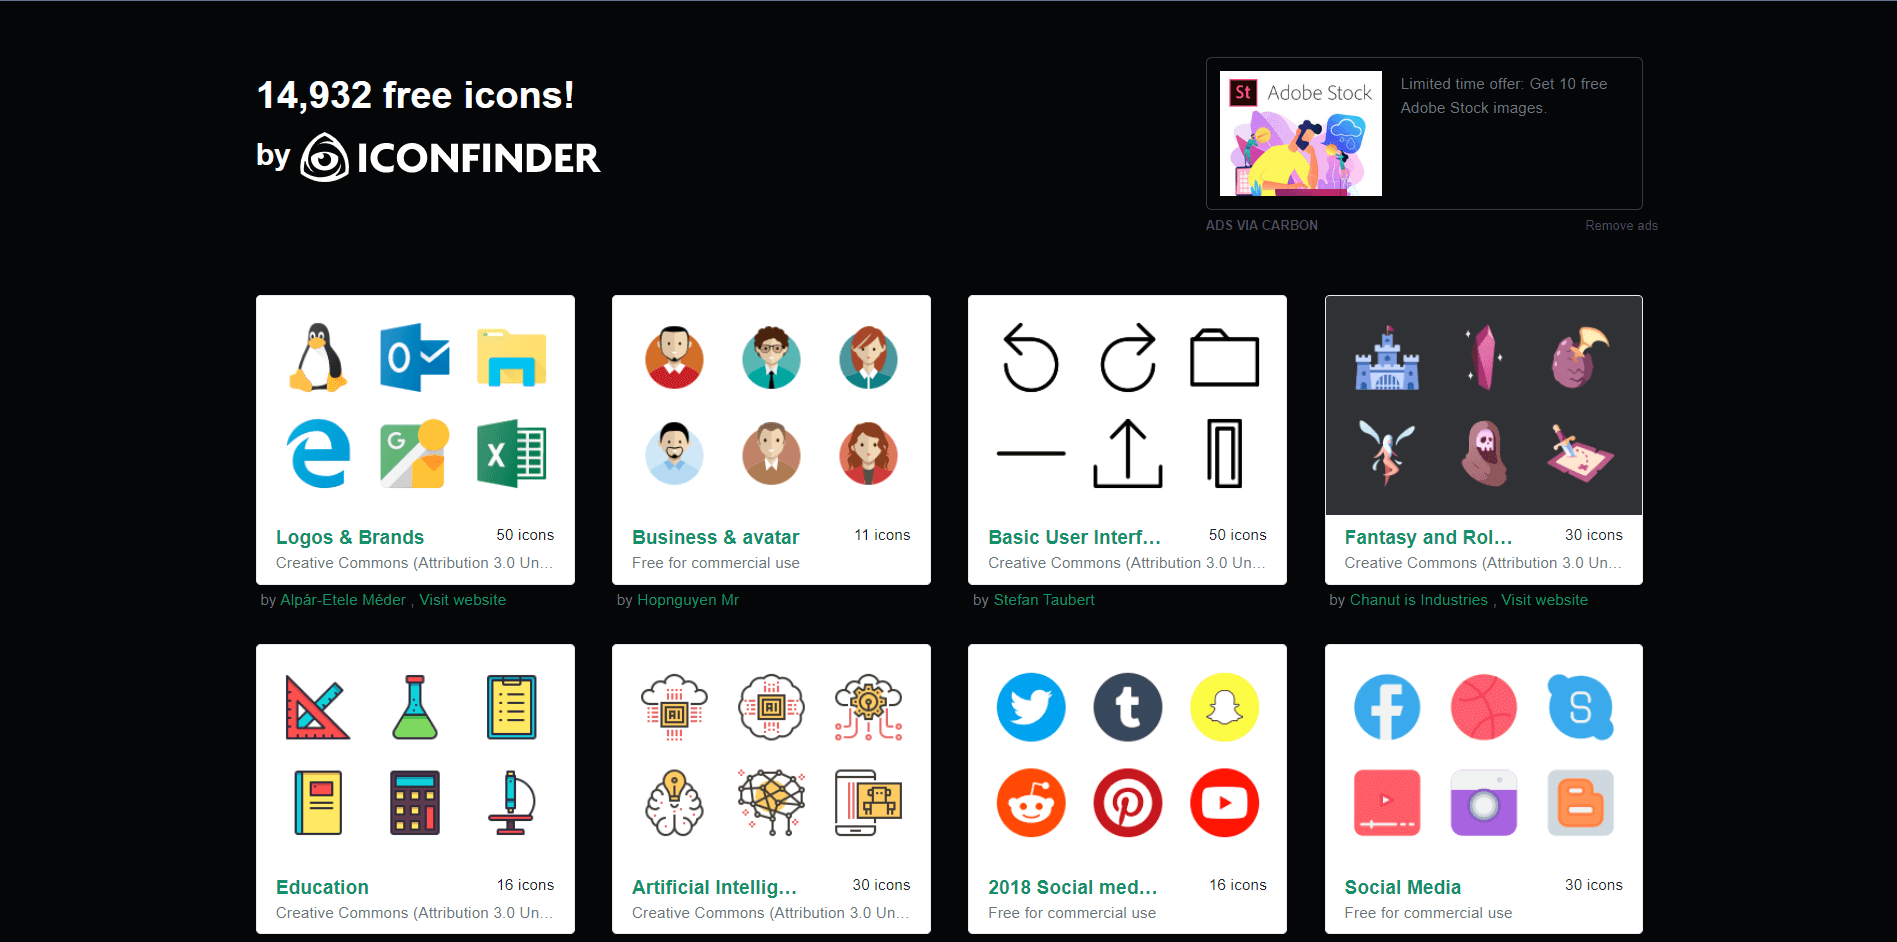 14,932 free icons!
by ICONFINDER
St Adobe Stock
Limited time offer: Get 10 free
Adobe Stock images.
ADS VIA CARBON
Remove ads
O
G
X
Logos & Brands
50 icons
Creative Commons (Attribution 3.0 Un...
by Alpár-Etele Méder , Visit website
Business & avatar
11 icons
Free for commercial use
by Hopnguyen Mr
Basic User Interf...
50 icons
Creative Commons (Attribution 3.0 Un...
by Stefan Taubert
Fantasy and Rol...
30 icons
Creative Commons (Attribution 3.0 Un...
by Chanut is Industries , Visit website
Education
16 icons
Creative Commons (Attribution 3.0 Un...
AI
AI
Artificial Intellig...
30 icons
Creative Commons (Attribution 3.0 Un...
t
2018 Social med...
16 icons
Free for commercial use
f
S
Social Media
30 icons
Free for commercial use